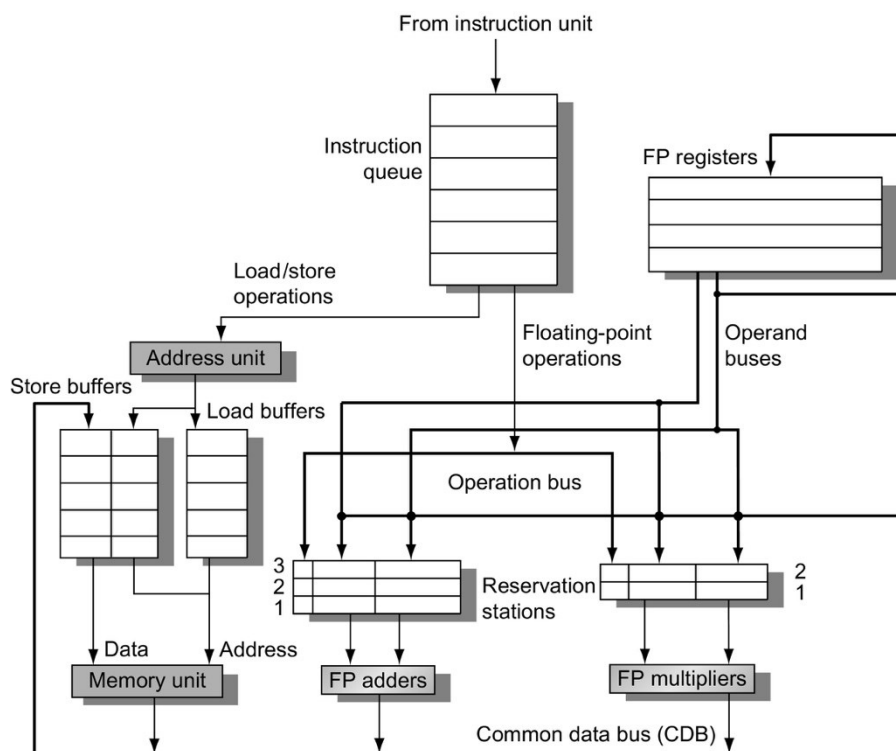 From instruction unit
Instruction
queue
FP registers
Load/store
operations
Floating-point
operations
Operand
buses
Address unit
Store buffers
Load buffers
Operation bus
3
2
1
Reservation
stations
2
1
Data
Address
Memory unit
FP adders
FP multipliers
Common data bus (CDB)